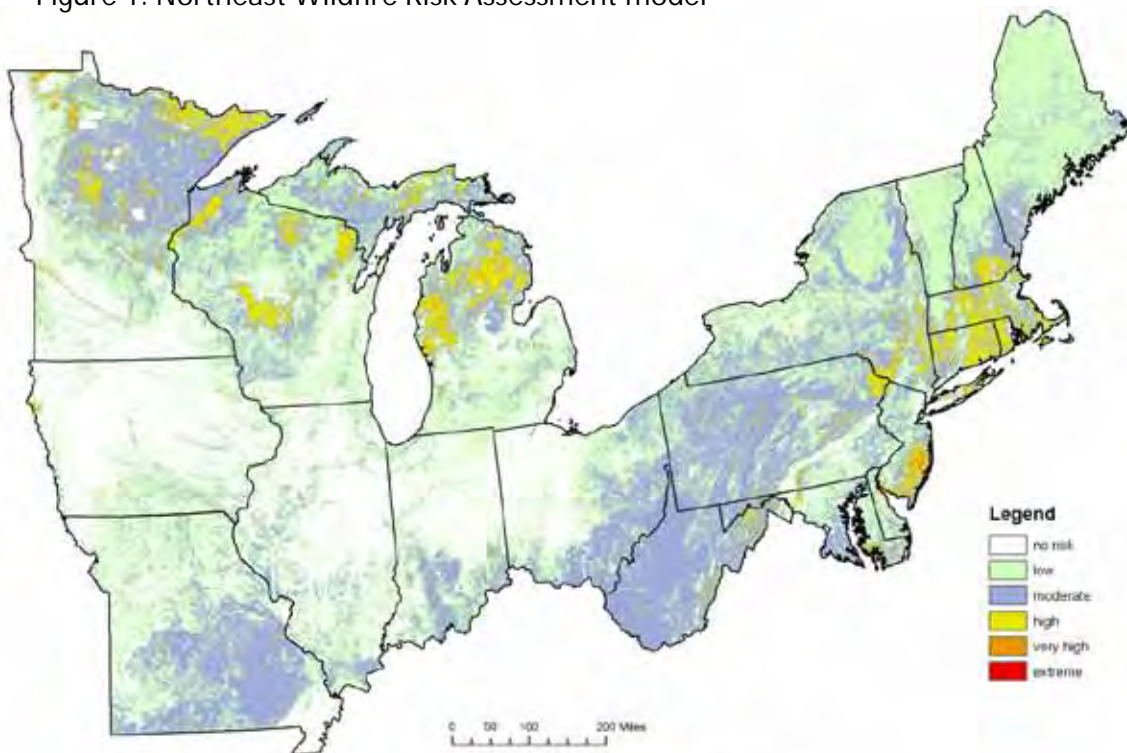 Figure 1. Northeast Wildfire Risk Assessment model
Legend
no risk
low
moderate
high
very high
extreme
0 50 100 200 Miles